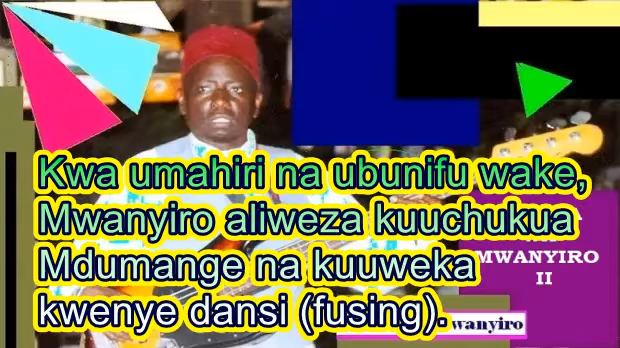 Kwa umahiri na ubunifu wake,
Mwanyiro aliweza kuuchukua
Mdumange na kuuweka
kwenye dansi (fusing).
MWANYIRO
II
wanyiro